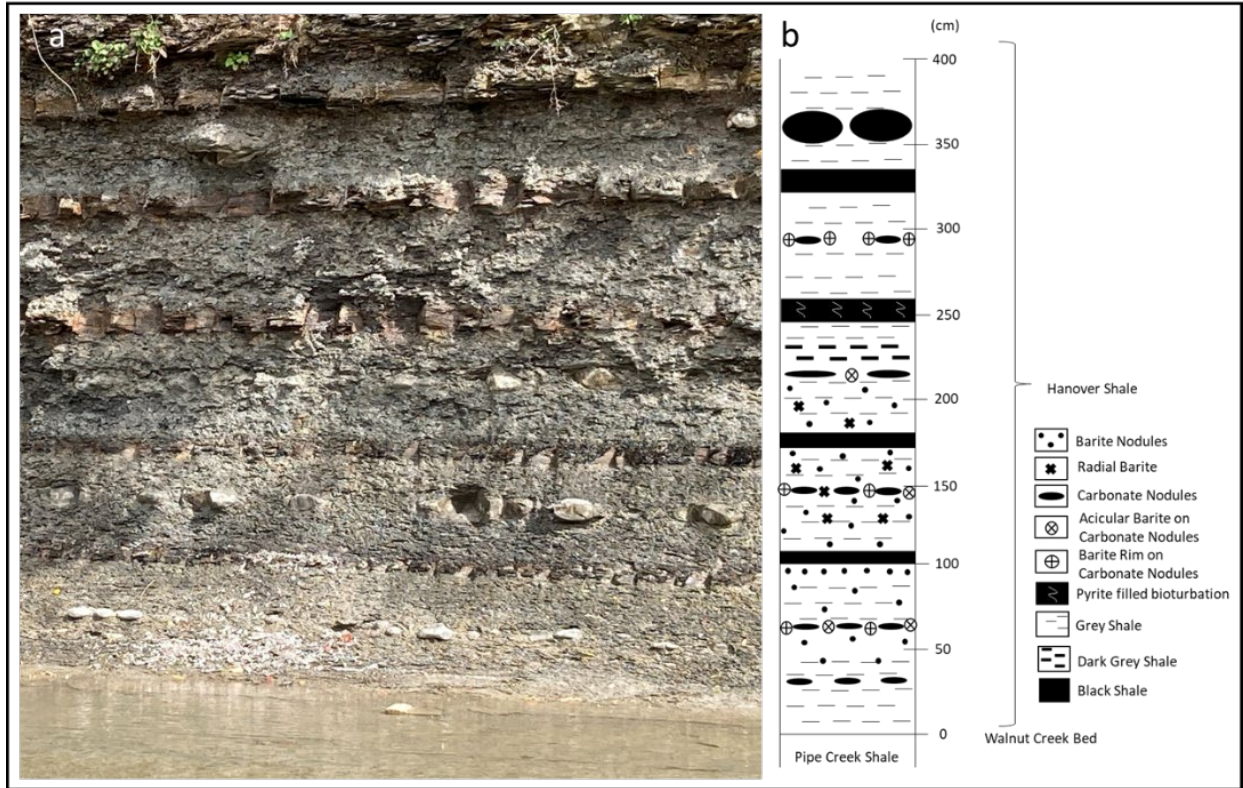 a
b
(cm)
400
350
300
250
200
150
100
50
0
Hanover Shale
Barite Nodules
Radial Barite
Carbonate Nodules
Acicular Barite on
Carbonate Nodules
Barite Rim on
Carbonate Nodules
Pyrite filled bioturbation
Grey Shale
Dark Grey Shale
Black Shale
Walnut Creek Bed
Pipe Creek Shale